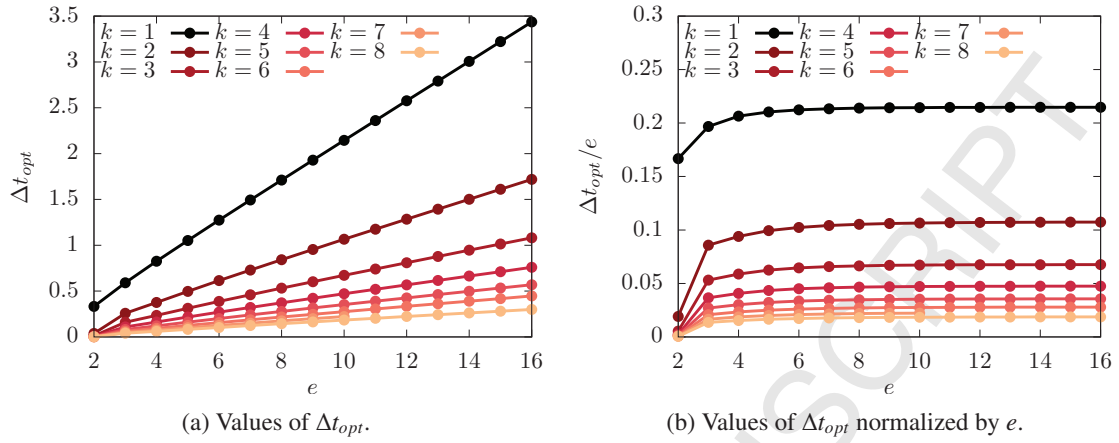 3.5
3
2.5
2
1.5
1
0.5
0
Δt_opt
k = 1
k = 2
k = 3
k = 4
k = 5
k = 6
k = 7
k = 8
2 4 6 8 10 12 14 16
e
(a) Values of Δt_opt.
0.3
0.25
0.2
0.15
0.1
0.05
0
Δt_opt/e
k = 1
k = 2
k = 3
k = 4
k = 5
k = 6
k = 7
k = 8
2 4 6 8 10 12 14 16
e
(b) Values of Δt_opt normalized by e.
USCRIPT